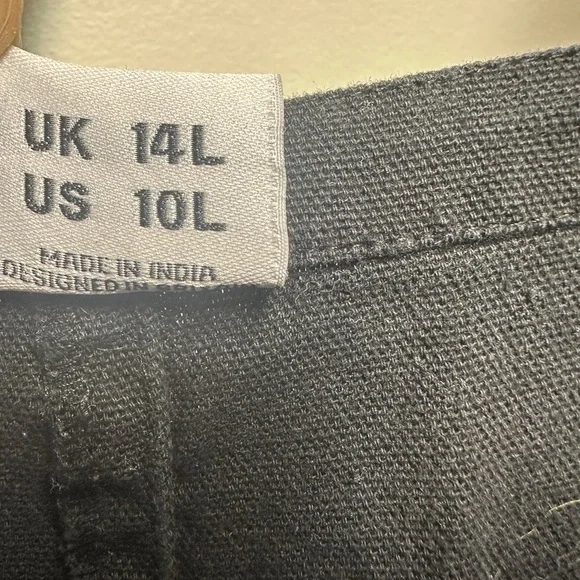 UK 14L
US 10L
MADE IN INDIA
DESIGNED IN